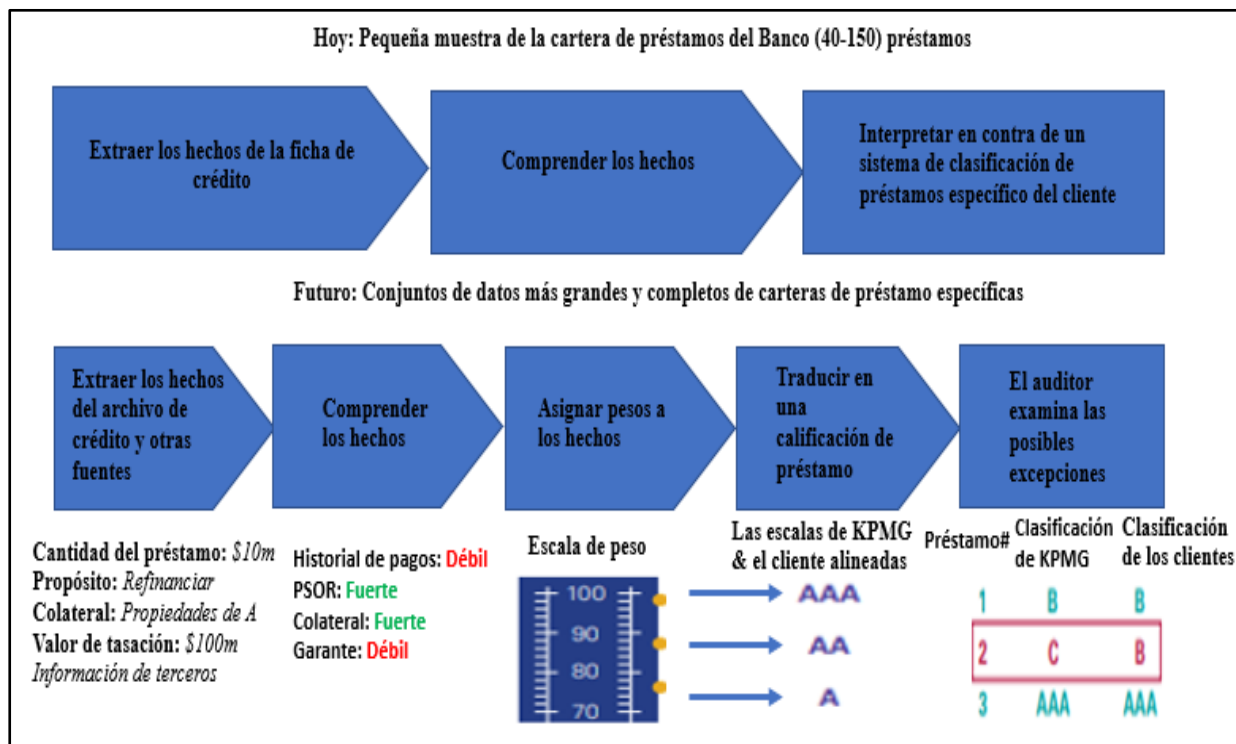 Hoy: Pequeña muestra de la cartera de préstamos del Banco (40-150) préstamos
Extraer los hechos de la ficha de
crédito
Comprender los hechos
Interpretar en contra de un
sistema de clasificación de
préstamos específico del cliente
Futuro: Conjuntos de datos más grandes y completos de carteras de préstamo específicas
Extraer los hechos
del archivo de
crédito y otras
fuentes
Comprender
los hechos
Asignar pesos a
los hechos
Traducir en
una
calificación de
préstamo
El auditor
examina las
posibles
excepciones
Cantidad del préstamo: $10m
Propósito: Refinanciar
Colateral: Propiedades de A
Valor de tasación: $100m
Información de terceros
Historial de pagos: Débil
PSOR: Fuerte
Colateral: Fuerte
Garante: Débil
Escala de peso
100
90
80
70
Las escalas de KPMG
& el cliente alineadas
AAA
AA
A
Préstamo#
Clasificación
de KPMG
Clasificación
de los clientes
1 B B
2 C B
3 AAA AAA